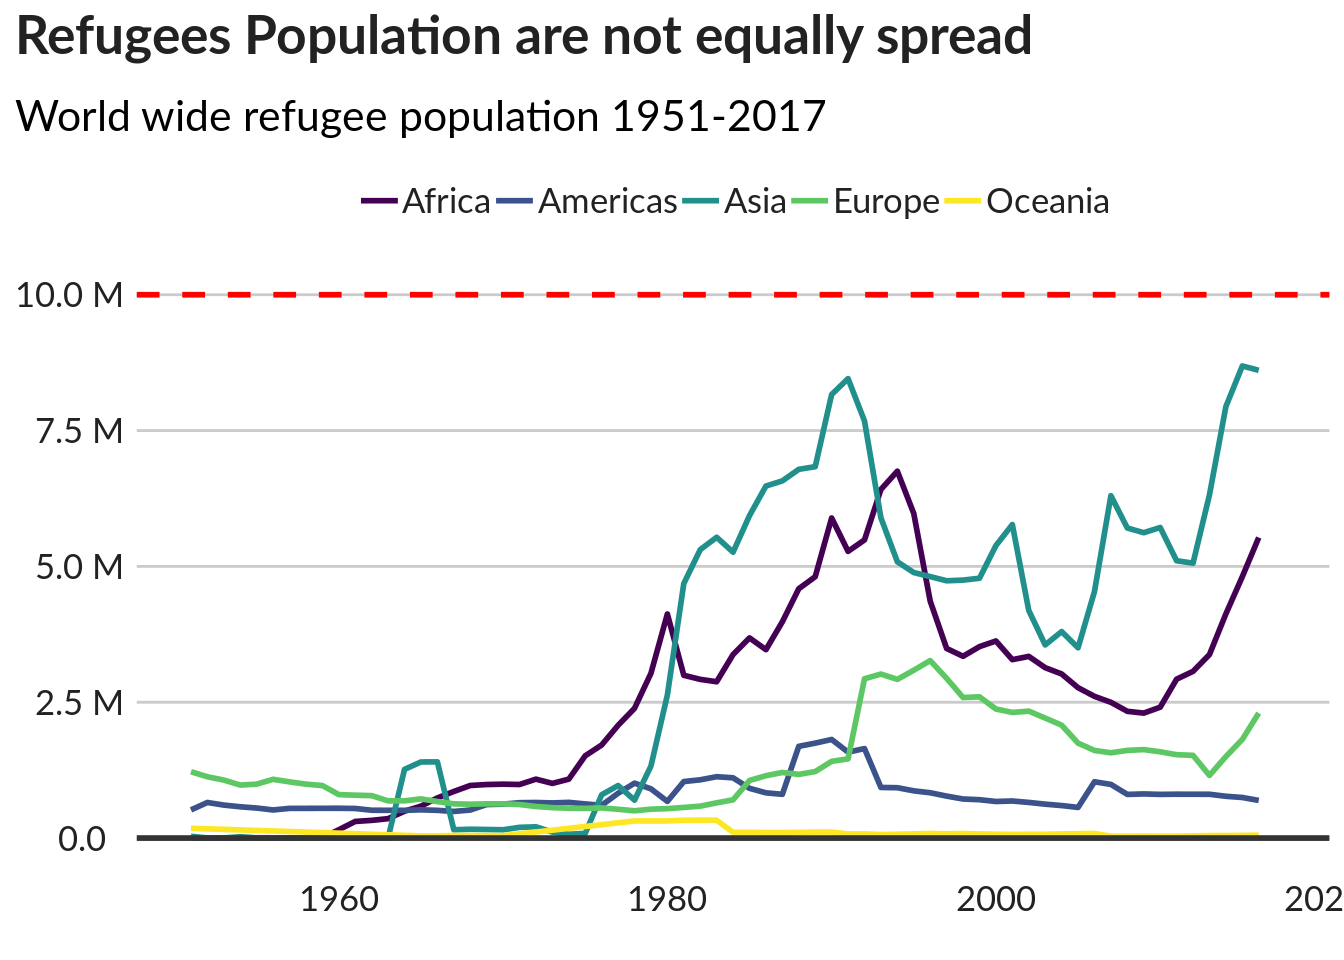 Refugees Population are not equally spread
World wide refugee population 1951-2017
Africa Americas Asia Europe Oceania
10.0 M
7.5 M
5.0 M
2.5 M
0.0
1960 1980 2000 202